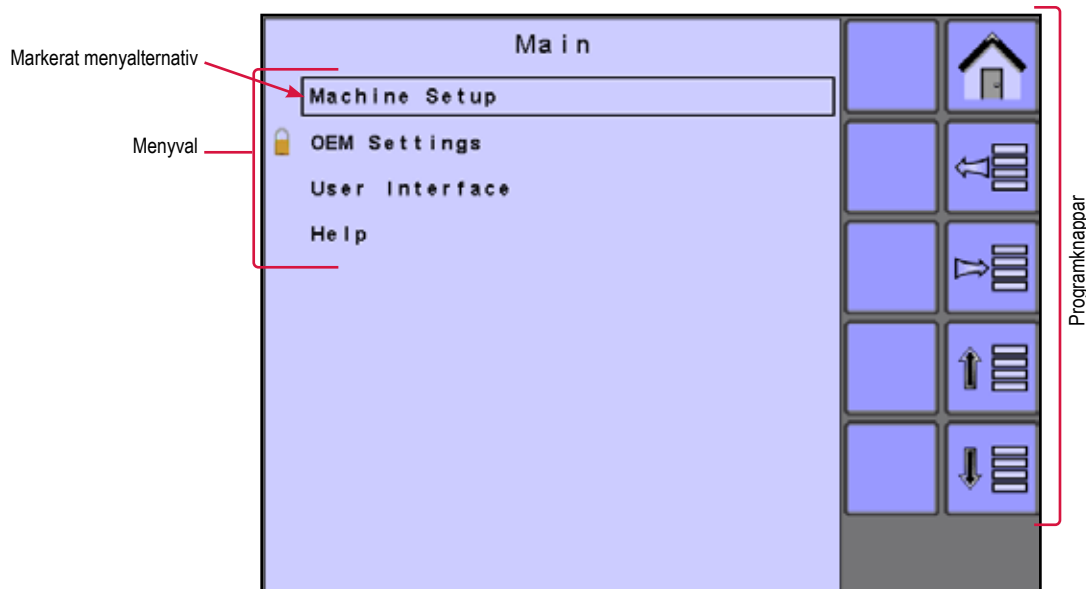 Main
Markerat menyalternativ
Machine Setup
Menyval
OEM Settings
User Interface
Help
Programknappar